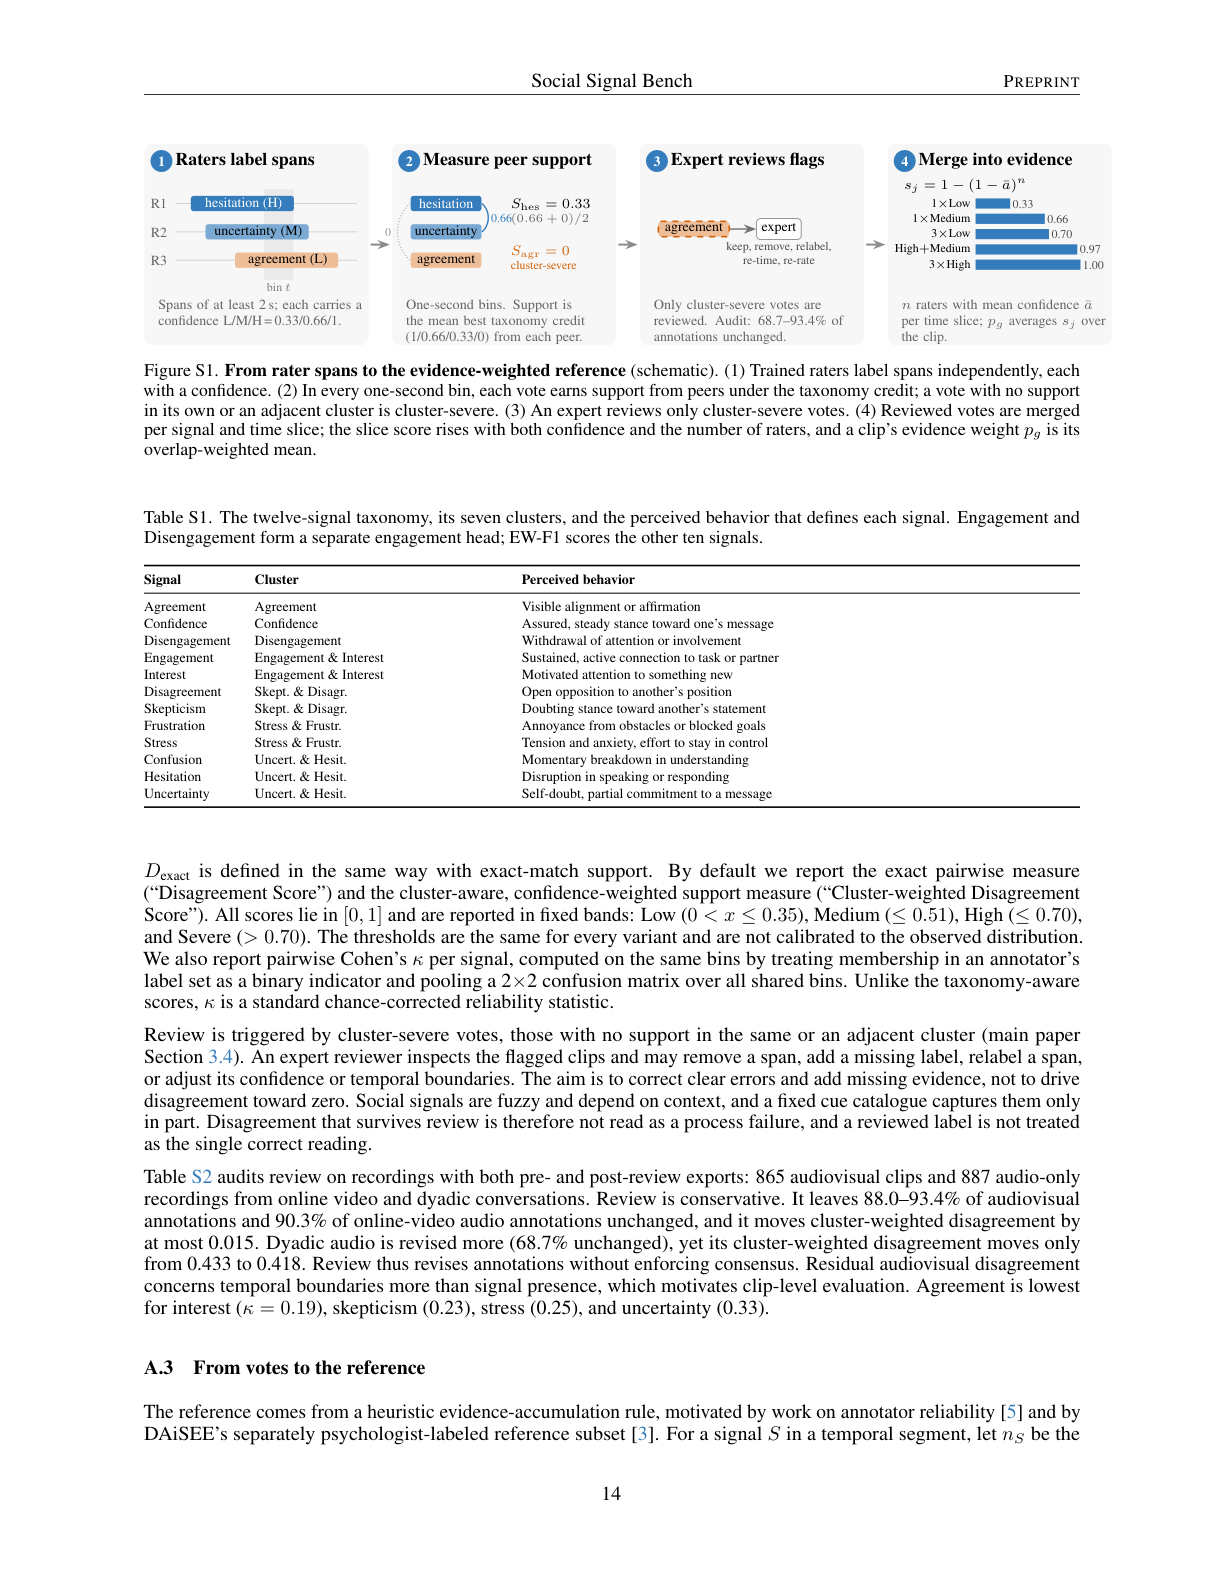 Social Signal Bench
PREPRINT
1 Raters label spans
R1 hesitation (H)
R2 uncertainty (M)
R3 agreement (L)
bin t
Spans of at least 2 s; each carries a
confidence L/M/H=0.33/0.66/1.
2 Measure peer support
hesitation
uncertainty
agreement
0
0.66
S_hes = 0.33
(0.66 + 0)/2
S_agr = 0
cluster-severe
One-second bins. Support is
the mean best taxonomy credit
(1/0.66/0.33/0) from each peer.
3 Expert reviews flags
agreement expert
keep, remove, relabel,
re-time, re-rate
Only cluster-severe votes are
reviewed. Audit: 68.7–93.4% of
annotations unchanged.
4 Merge into evidence
s_j = 1 − (1 − ā)^n
1×Low 0.33
1×Medium 0.66
3×Low 0.70
High+Medium 0.97
3×High 1.00
n raters with mean confidence ā
per time slice; p_g averages s_j over
the clip.
Figure S1. From rater spans to the evidence-weighted reference (schematic). (1) Trained raters label spans independently, each
with a confidence. (2) In every one-second bin, each vote earns support from peers under the taxonomy credit; a vote with no support
in its own or an adjacent cluster is cluster-severe. (3) An expert reviews only cluster-severe votes. (4) Reviewed votes are merged
per signal and time slice; the slice score rises with both confidence and the number of raters, and a clip's evidence weight p_g is its
overlap-weighted mean.
Table S1. The twelve-signal taxonomy, its seven clusters, and the perceived behavior that defines each signal. Engagement and
Disengagement form a separate engagement head; EW-F1 scores the other ten signals.
Signal Cluster Perceived behavior
Agreement Agreement Visible alignment or affirmation
Confidence Confidence Assured, steady stance toward one's message
Disengagement Disengagement Withdrawal of attention or involvement
Engagement Engagement & Interest Sustained, active connection to task or partner
Interest Engagement & Interest Motivated attention to something new
Disagreement Skept. & Disagr. Open opposition to another's position
Skepticism Skept. & Disagr. Doubting stance toward another's statement
Frustration Stress & Frustr. Annoyance from obstacles or blocked goals
Stress Stress & Frustr. Tension and anxiety, effort to stay in control
Confusion Uncert. & Hesit. Momentary breakdown in understanding
Hesitation Uncert. & Hesit. Disruption in speaking or responding
Uncertainty Uncert. & Hesit. Self-doubt, partial commitment to a message
D_exact is defined in the same way with exact-match support. By default we report the exact pairwise measure
(“Disagreement Score”) and the cluster-aware, confidence-weighted support measure (“Cluster-weighted Disagreement
Score”). All scores lie in [0, 1] and are reported in fixed bands: Low (0 < x ≤ 0.35), Medium (≤ 0.51), High (≤ 0.70),
and Severe (> 0.70). The thresholds are the same for every variant and are not calibrated to the observed distribution.
We also report pairwise Cohen's κ per signal, computed on the same bins by treating membership in an annotator's
label set as a binary indicator and pooling a 2×2 confusion matrix over all shared bins. Unlike the taxonomy-aware
scores, κ is a standard chance-corrected reliability statistic.
Review is triggered by cluster-severe votes, those with no support in the same or an adjacent cluster (main paper
Section 3.4). An expert reviewer inspects the flagged clips and may remove a span, add a missing label, relabel a span,
or adjust its confidence or temporal boundaries. The aim is to correct clear errors and add missing evidence, not to drive
disagreement toward zero. Social signals are fuzzy and depend on context, and a fixed cue catalogue captures them only
in part. Disagreement that survives review is therefore not read as a process failure, and a reviewed label is not treated
as the single correct reading.
Table S2 audits review on recordings with both pre- and post-review exports: 865 audiovisual clips and 887 audio-only
recordings from online video and dyadic conversations. Review is conservative. It leaves 88.0–93.4% of audiovisual
annotations and 90.3% of online-video audio annotations unchanged, and it moves cluster-weighted disagreement by
at most 0.015. Dyadic audio is revised more (68.7% unchanged), yet its cluster-weighted disagreement moves only
from 0.433 to 0.418. Review thus revises annotations without enforcing consensus. Residual audiovisual disagreement
concerns temporal boundaries more than signal presence, which motivates clip-level evaluation. Agreement is lowest
for interest (κ = 0.19), skepticism (0.23), stress (0.25), and uncertainty (0.33).
A.3 From votes to the reference
The reference comes from a heuristic evidence-accumulation rule, motivated by work on annotator reliability [5] and by
DAiSEE's separately psychologist-labeled reference subset [3]. For a signal S in a temporal segment, let n_S be the
14